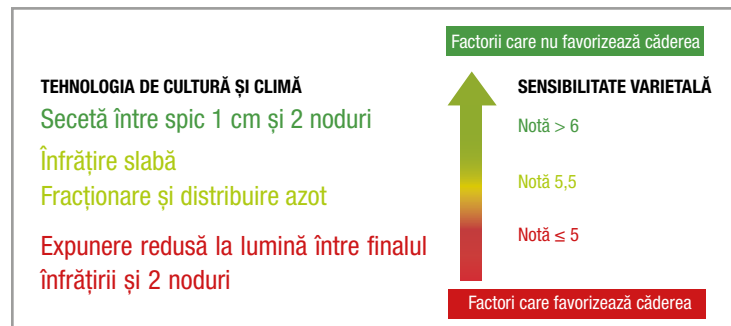 Factorii care nu favorizează căderea
TEHNOLOGIA DE CULTURĂ ȘI CLIMĂ
Secetă între spic 1 cm și 2 noduri
Înfrățire slabă
Fracționare și distribuire azot
Expunere redusă la lumină între finalul
înfrățirii și 2 noduri
SENSIBILITATE VARIETALĂ
Notă > 6
Notă 5,5
Notă ≤ 5
Factori care favorizează căderea